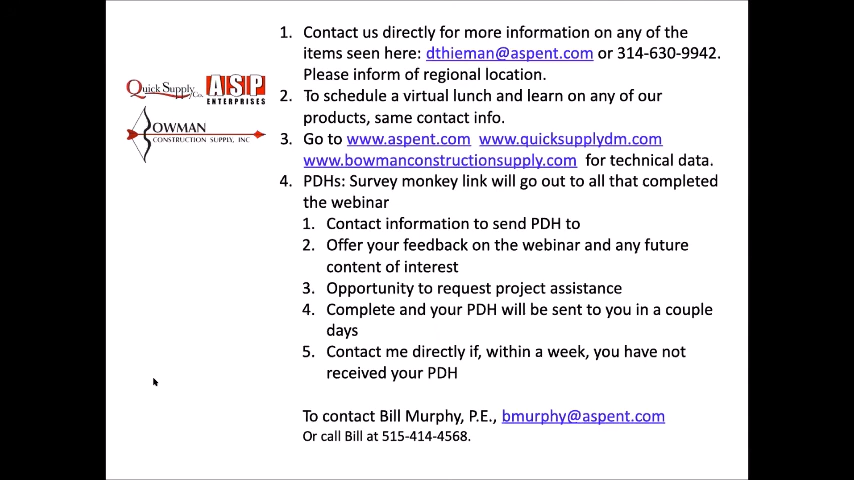 QuickSupply Co.
ASP
ENTERPRISES
BOWMAN
CONSTRUCTION SUPPLY, INC
1. Contact us directly for more information on any of the
items seen here: dthieman@aspent.com or 314-630-9942.
Please inform of regional location.
2. To schedule a virtual lunch and learn on any of our
products, same contact info.
3. Go to www.aspent.com www.quicksupplydm.com
www.bowmanconstructionsupply.com for technical data.
4. PDHs: Survey monkey link will go out to all that completed
the webinar
1. Contact information to send PDH to
2. Offer your feedback on the webinar and any future
content of interest
3. Opportunity to request project assistance
4. Complete and your PDH will be sent to you in a couple
days
5. Contact me directly if, within a week, you have not
received your PDH
To contact Bill Murphy, P.E., bmurphy@aspent.com
Or call Bill at 515-414-4568.